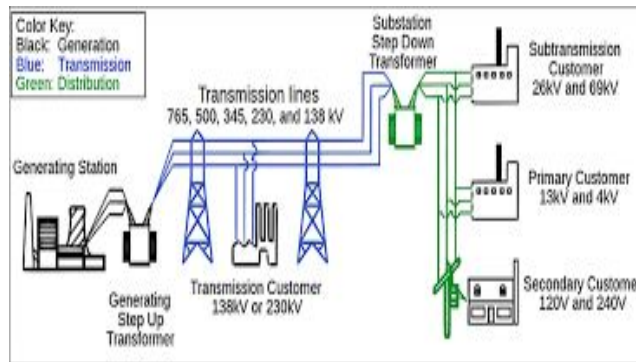 Color Key:
Black: Generation
Blue: Transmission
Green: Distribution
Substation
Step Down
Transformer
Subtransmission
Customer
26kV and 69kV
Transmission lines
765, 500, 345, 230, and 138 kV
Generating Station
Primary Customer
13kV and 4kV
Transmission Customer
138kV or 230kV
Generating
Step Up
Transformer
Secondary Custome
120V and 240V